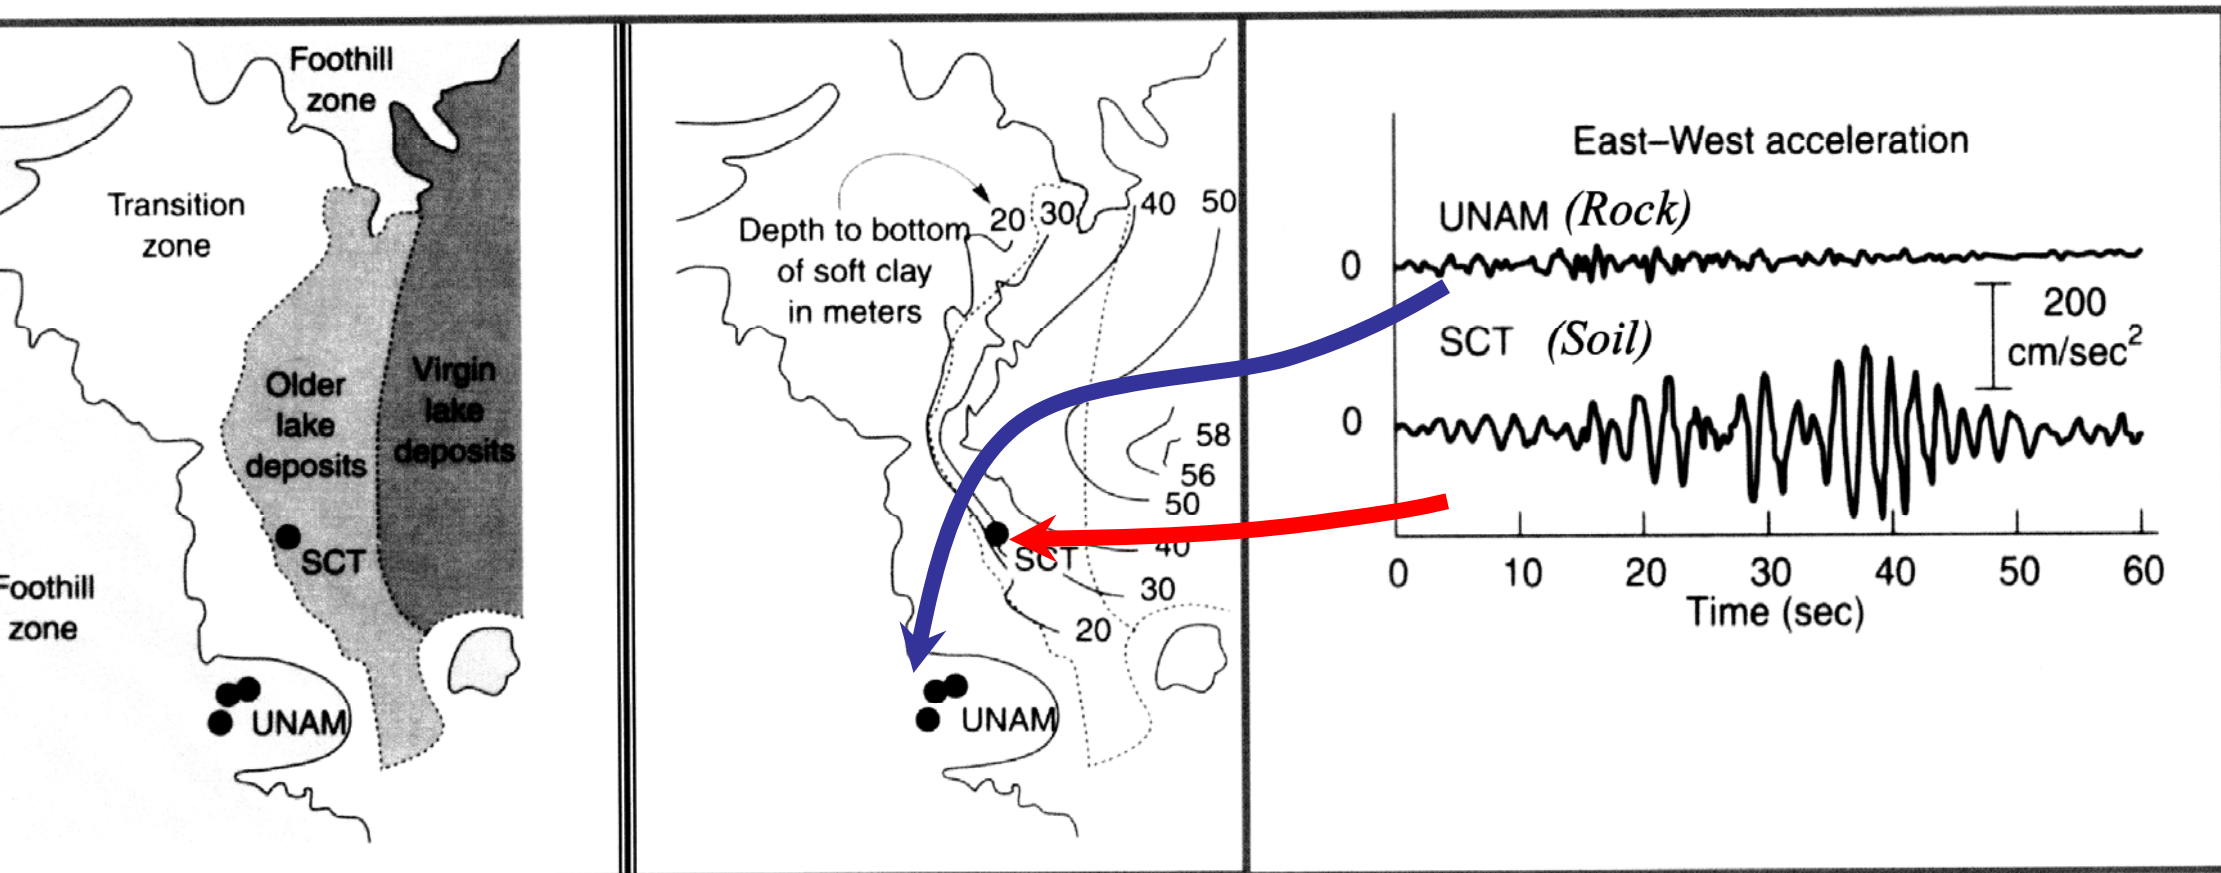 Foothill
zone
Transition
zone
Older
lake
deposits
Virgin
lake
deposits
SCT
Foothill
zone
UNAM
Depth to bottom
of soft clay
in meters
20
30
40
50
58
56
50
40
SCT
30
20
UNAM
East–West acceleration
UNAM (Rock)
0
200
cm/sec²
SCT (Soil)
0
0 10 20 30 40 50 60
Time (sec)